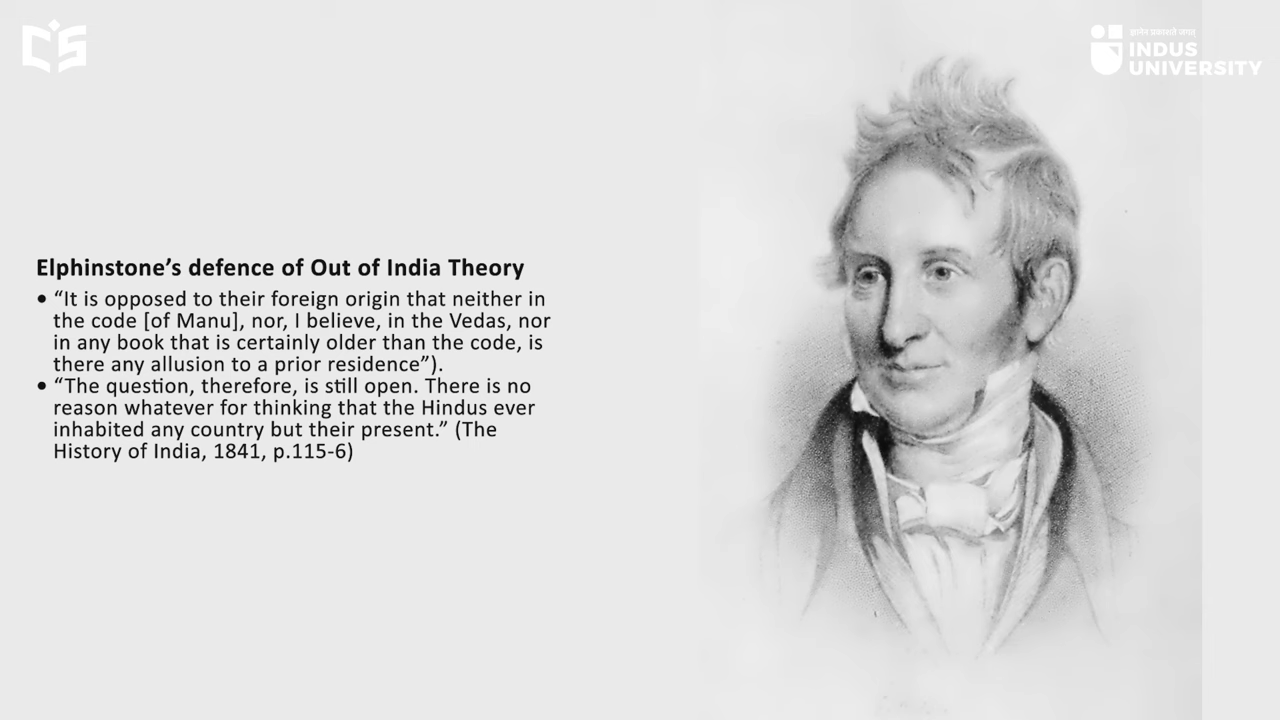 CIS
ज्ञानेन प्रकाशते जगत्
INDUS
UNIVERSITY
Elphinstone’s defence of Out of India Theory
• “It is opposed to their foreign origin that neither in
the code [of Manu], nor, I believe, in the Vedas, nor
in any book that is certainly older than the code, is
there any allusion to a prior residence”).
• “The question, therefore, is still open. There is no
reason whatever for thinking that the Hindus ever
inhabited any country but their present.” (The
History of India, 1841, p.115-6)